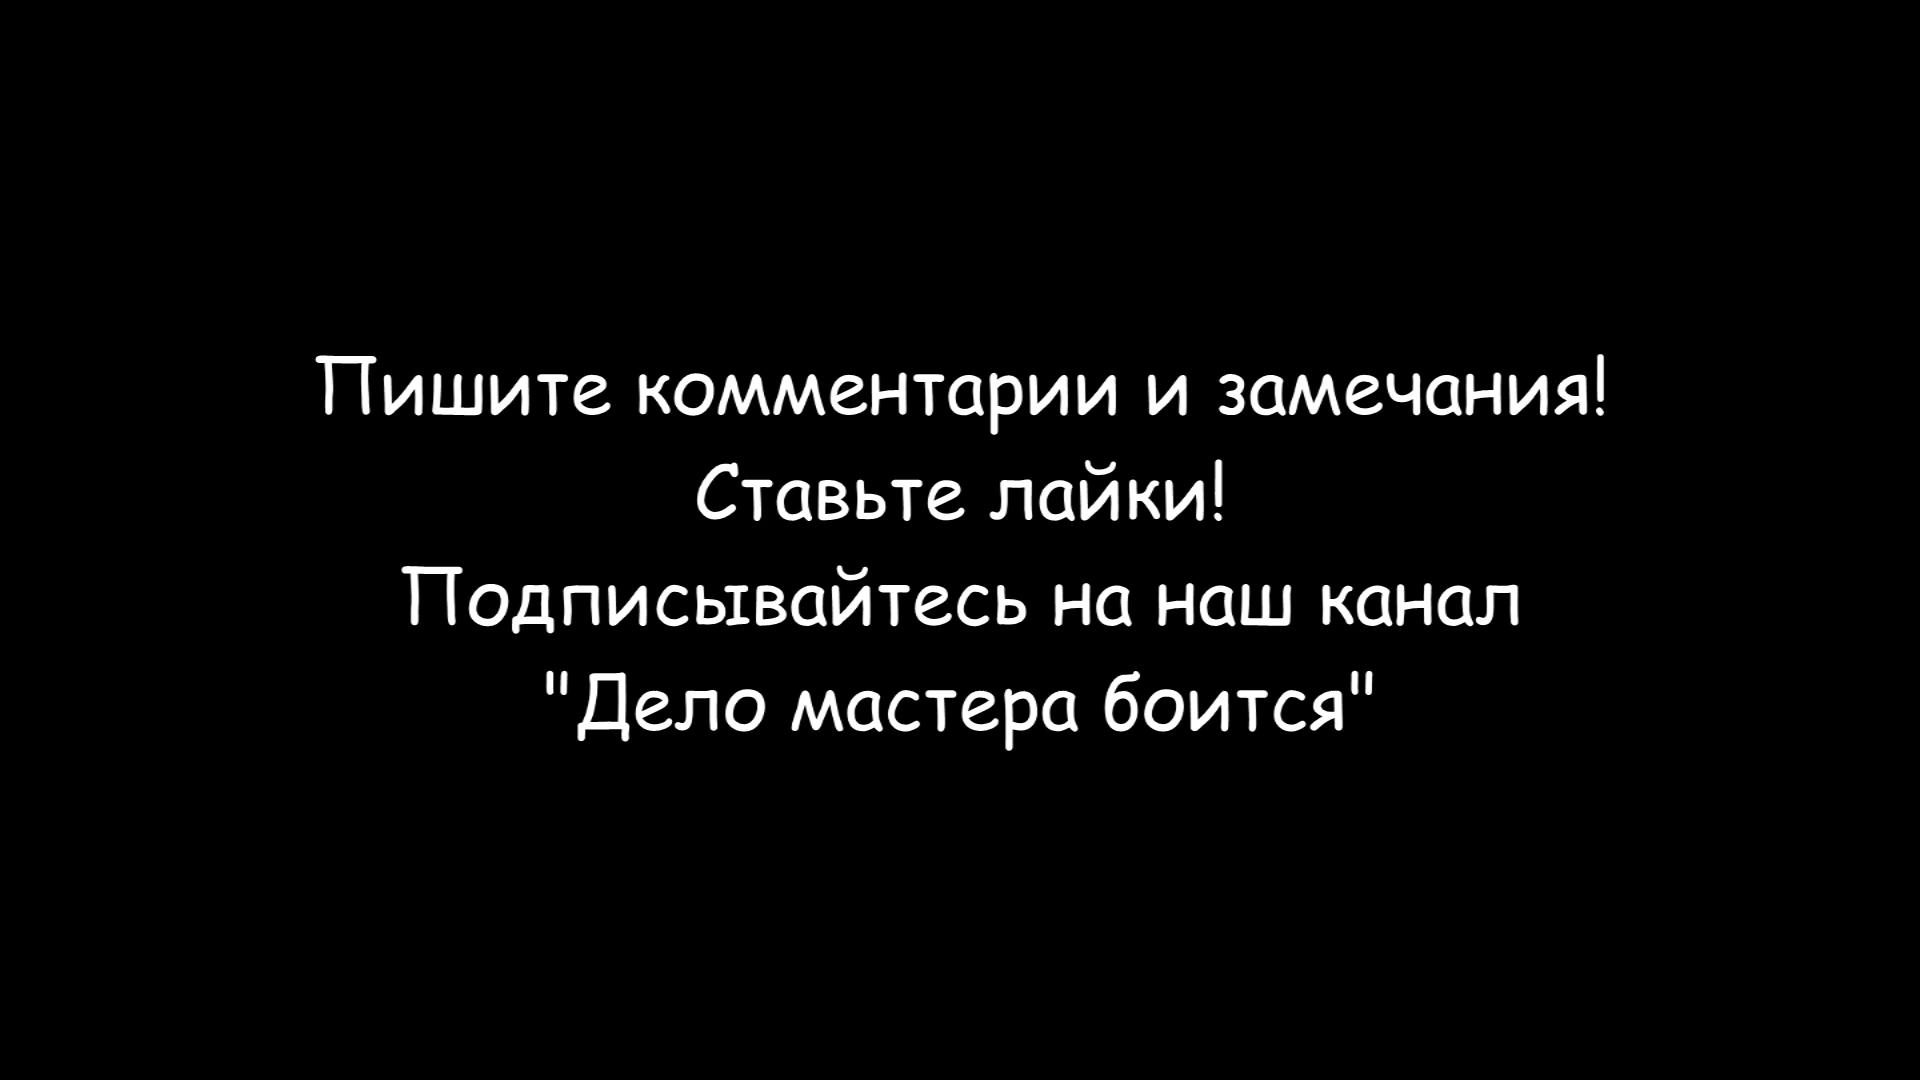 Пишите комментарии и замечания!
Ставьте лайки!
Подписывайтесь на наш канал
"Дело мастера боится"